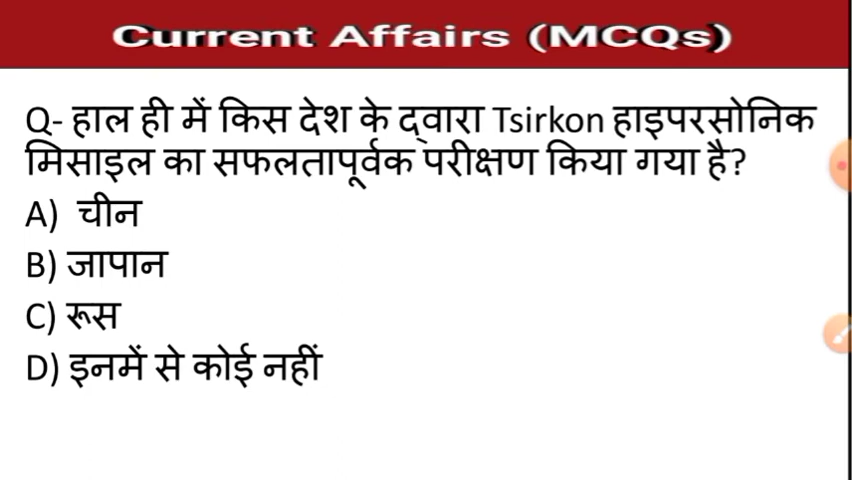 Current Affairs (MCQs)
Q- हाल ही में किस देश के द्वारा Tsirkon हाइपरसोनिक
मिसाइल का सफलतापूर्वक परीक्षण किया गया है?
A) चीन
B) जापान
C) रूस
D) इनमें से कोई नहीं